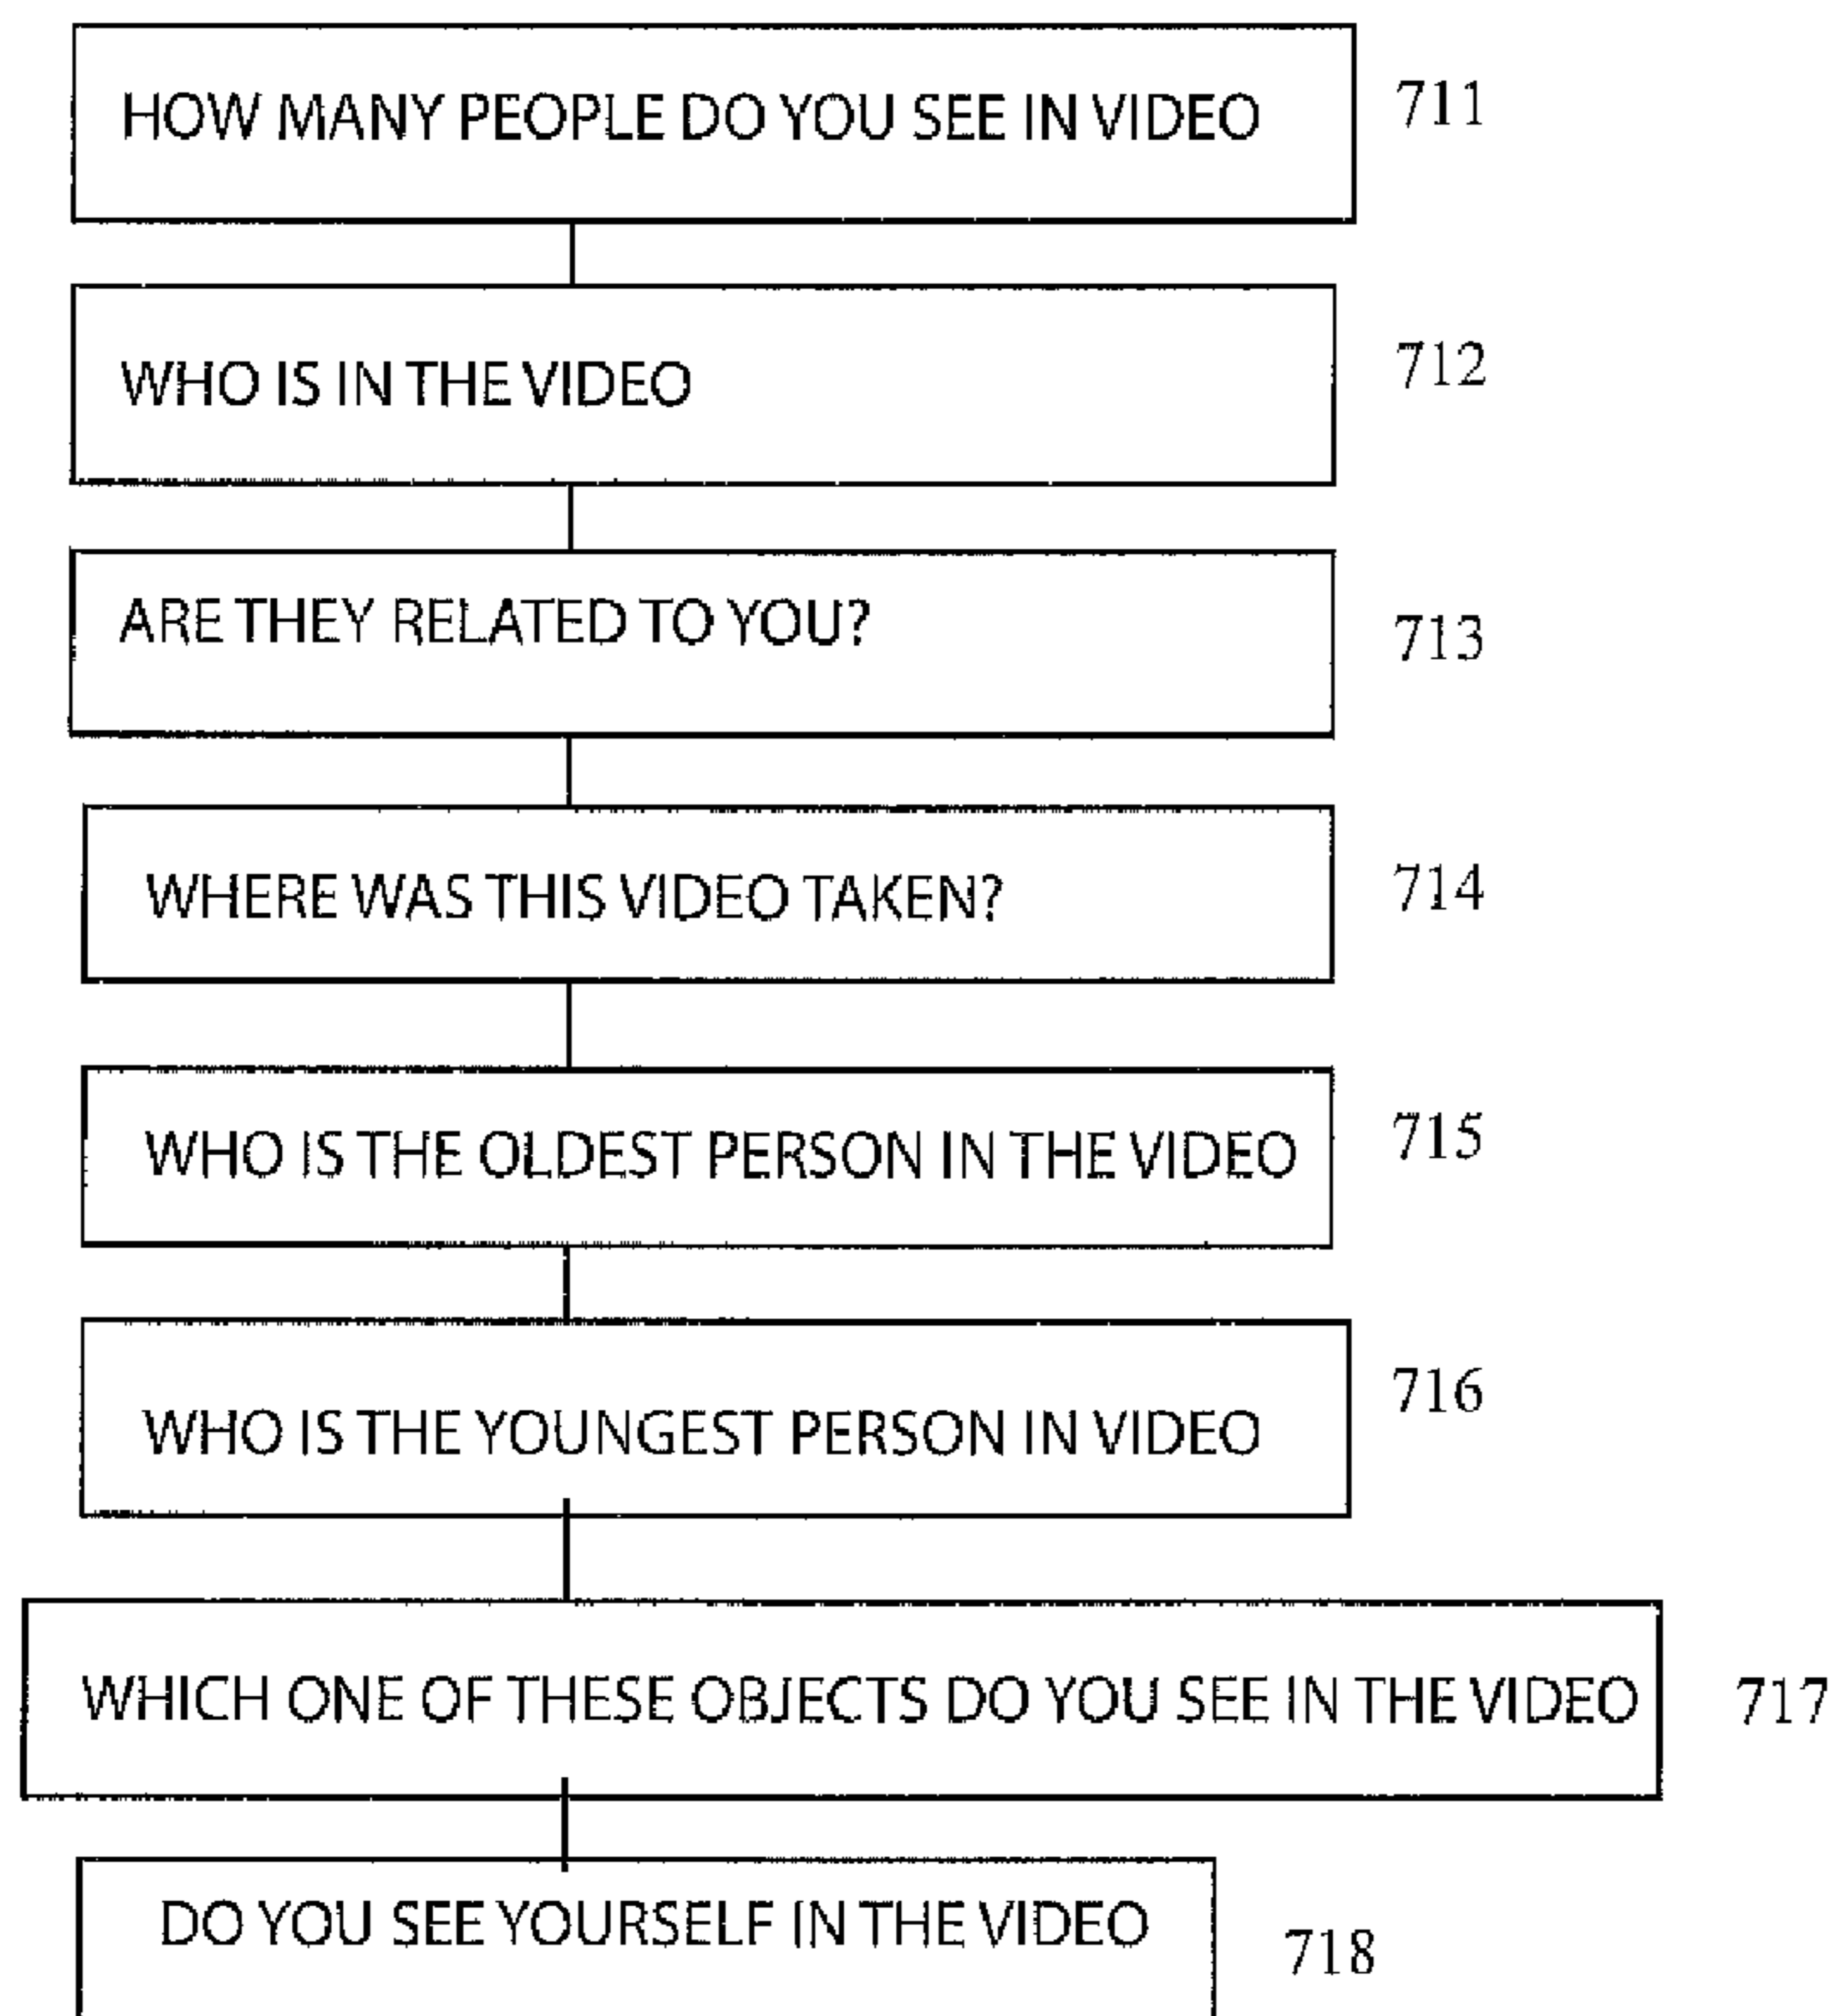 HOW MANY PEOPLE DO YOU SEE IN VIDEO 711
WHO IS IN THE VIDEO 712
ARE THEY RELATED TO YOU? 713
WHERE WAS THIS VIDEO TAKEN? 714
WHO IS THE OLDEST PERSON IN THE VIDEO 715
WHO IS THE YOUNGEST PERSON IN VIDEO 716
WHICH ONE OF THESE OBJECTS DO YOU SEE IN THE VIDEO 717
DO YOU SEE YOURSELF IN THE VIDEO 718